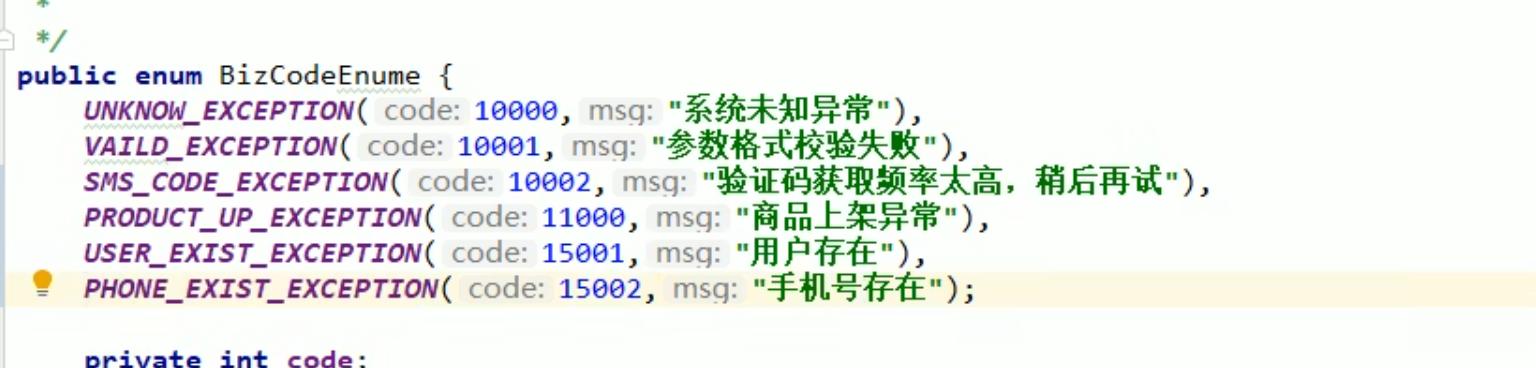 *
*/
public enum BizCodeEnume {
UNKNOW_EXCEPTION( code: 10000, msg: "系统未知异常"),
VAILD_EXCEPTION( code: 10001, msg: "参数格式校验失败"),
SMS_CODE_EXCEPTION( code: 10002, msg: "验证码获取频率太高，稍后再试"),
PRODUCT_UP_EXCEPTION( code: 11000, msg: "商品上架异常"),
USER_EXIST_EXCEPTION( code: 15001, msg: "用户存在"),
PHONE_EXIST_EXCEPTION( code: 15002, msg: "手机号存在");
private int code;